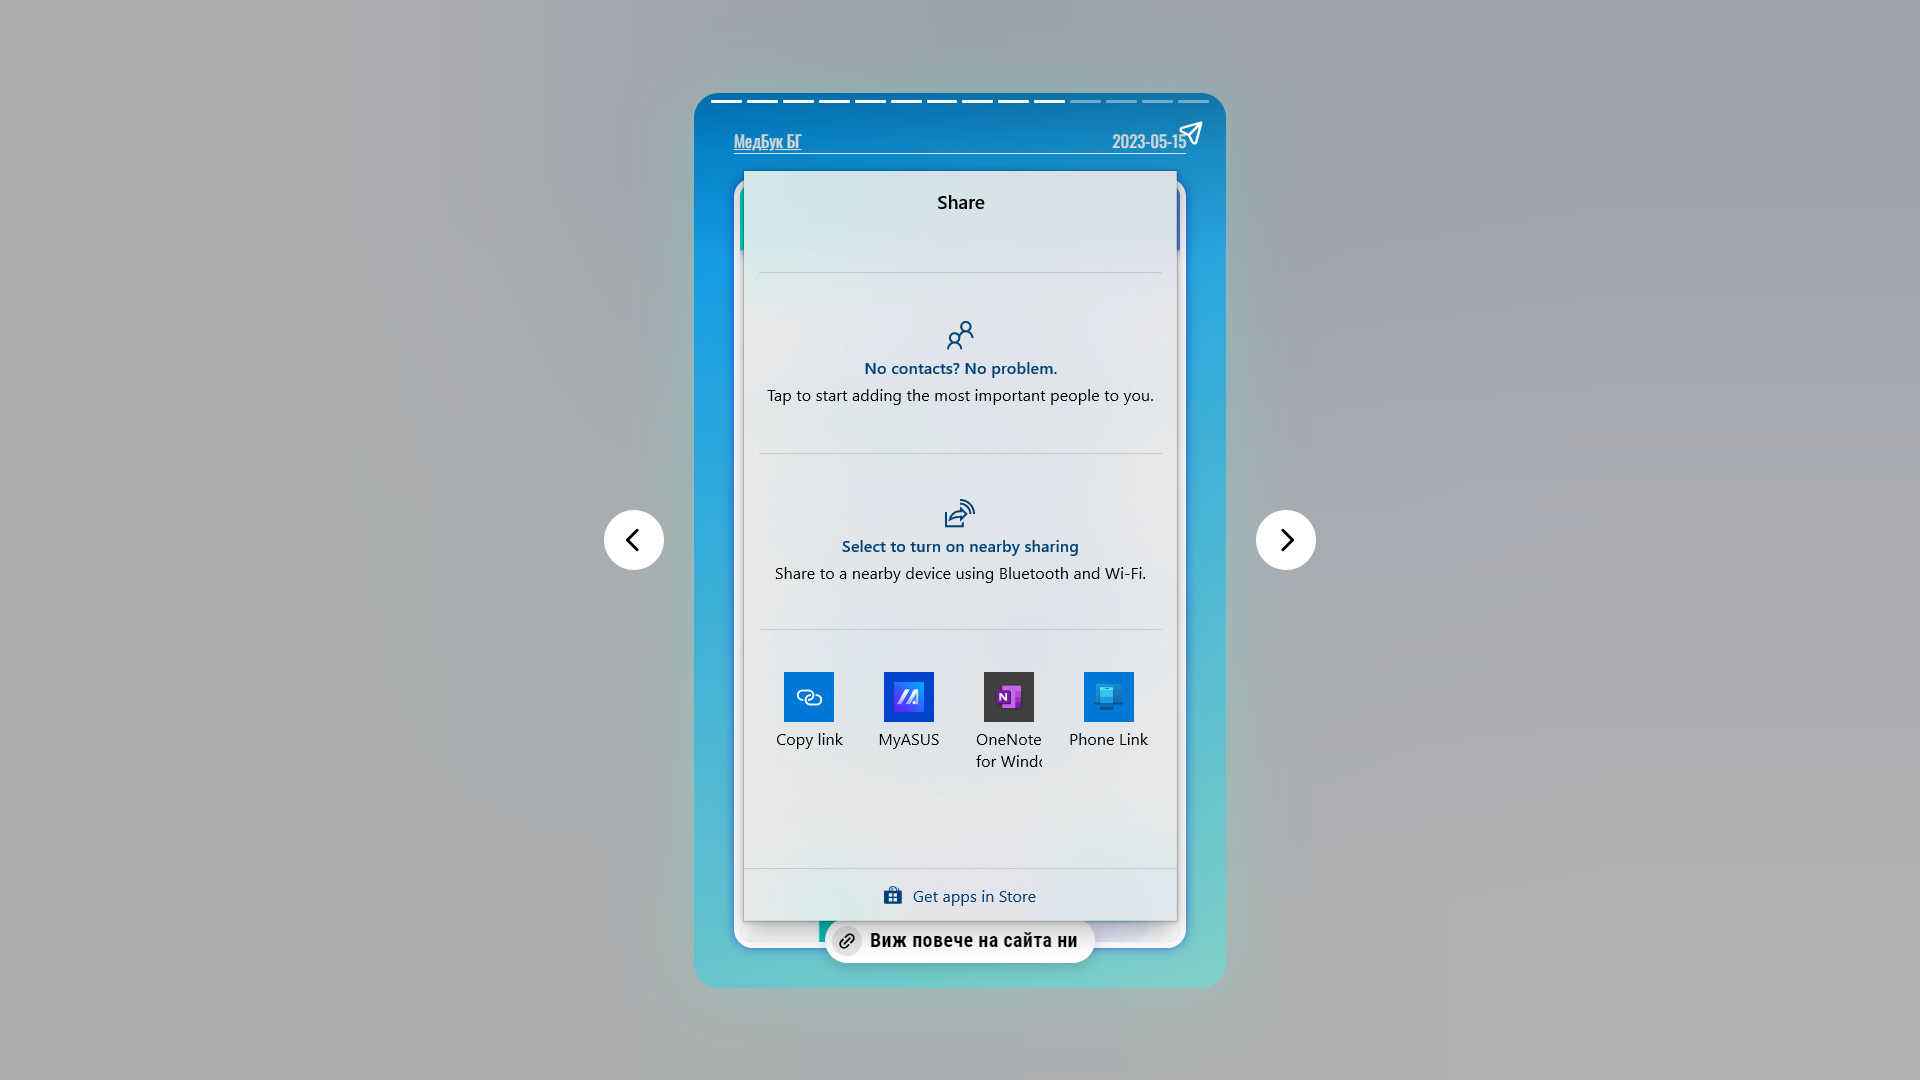 МедБук БГ
2023-05-15
Share
No contacts? No problem.
Tap to start adding the most important people to you.
Select to turn on nearby sharing
Share to a nearby device using Bluetooth and Wi-Fi.
Copy link
MyASUS
OneNote
for Windo
Phone Link
Get apps in Store
Виж повече на сайта ни